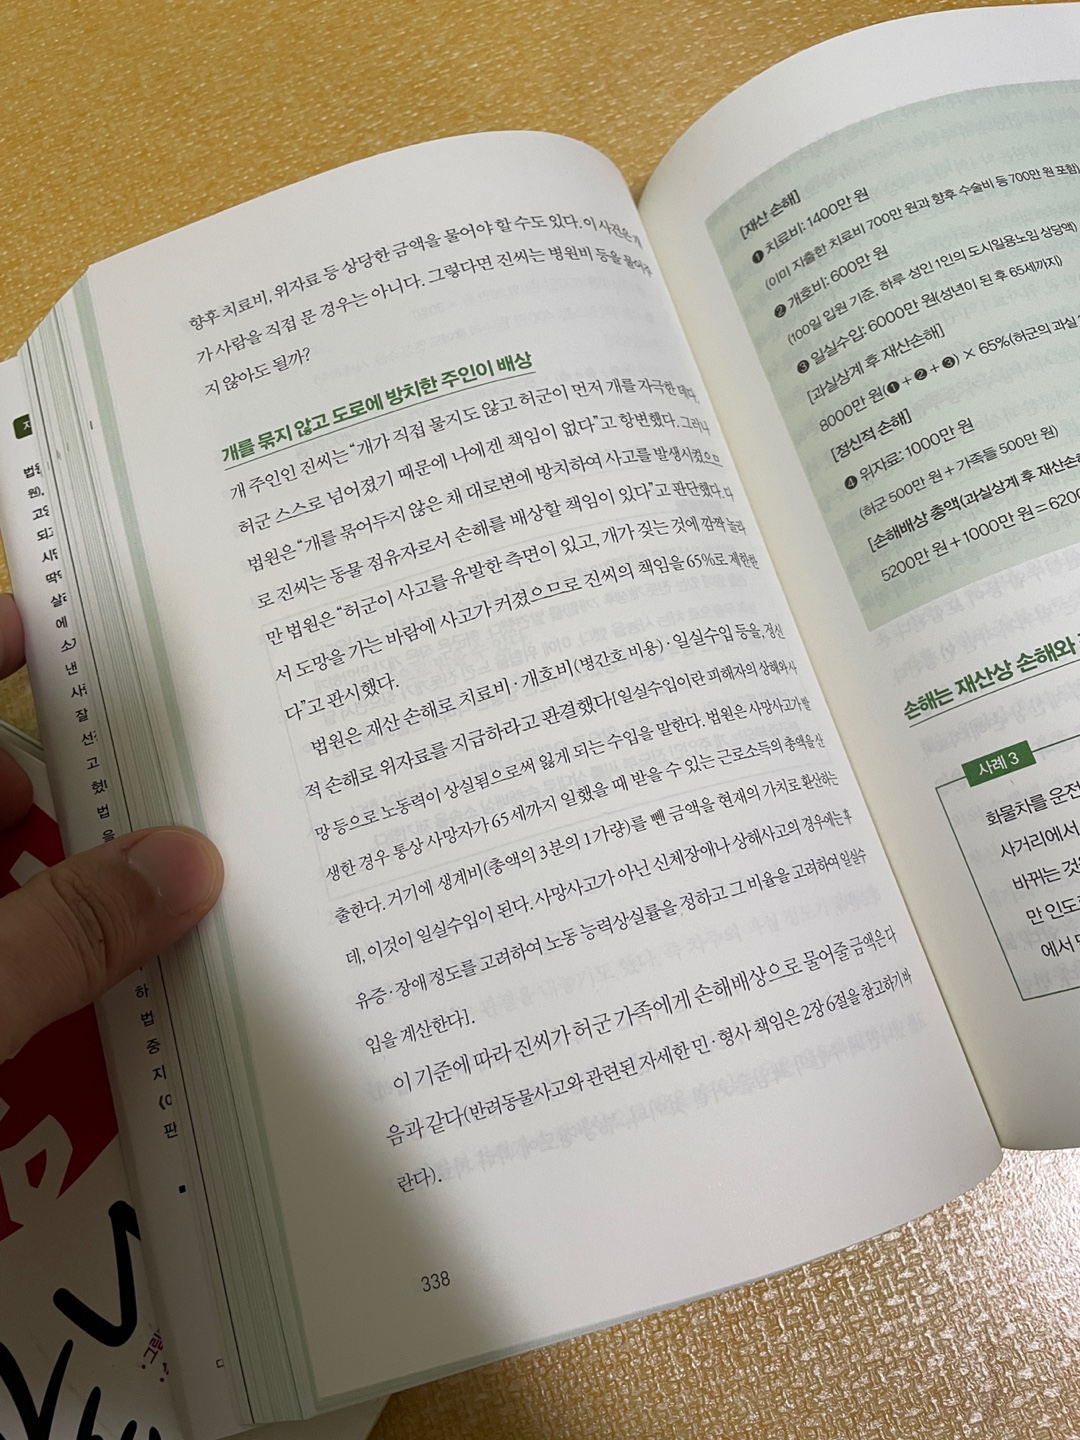 향후 치료비, 위자료 등 상당한 금액을 물어야 할 수도 있다. 이 사건은 개
가 사람을 직접 문 경우는 아니다. 그렇다면 진씨는 병원비 등을 물어주
지 않아도 될까?
개를 묶지 않고 도로에 방치한 주인이 배상
개 주인인 진씨는 “개가 직접 물지도 않고 허군이 먼저 개를 자극한 데다,
허군 스스로 넘어졌기 때문에 나에겐 책임이 없다”고 항변했다. 그러나
법원은 “개를 묶어두지 않은 채 대로변에 방치하여 사고를 발생시켰으므
로 진씨는 동물 점유자로서 손해를 배상할 책임이 있다”고 판단했다. 다
만 법원은 “허군이 사고를 유발한 측면이 있고, 개가 짖는 것에 깜짝 놀라
서 도망을 가는 바람에 사고가 커졌으므로 진씨의 책임을 65%로 제한한
다”고 판시했다.
법원은 재산 손해로 치료비·개호비(병간호 비용)·일실수입 등을, 정신
적 손해로 위자료를 지급하라고 판결했다[일실수입이란 피해자의 상해와 사
망 등으로 노동력이 상실됨으로써 잃게 되는 수입을 말한다. 법원은 사망사고가 발
생한 경우 통상 사망자가 65세까지 일했을 때 받을 수 있는 근로소득의 총액을 산
출한다. 거기에 생계비(총액의 3분의 1가량)를 뺀 금액을 현재의 가치로 환산하는
데, 이것이 일실수입이 된다. 사망사고가 아닌 신체장애나 상해사고의 경우에는 후
유증·장애 정도를 고려하여 노동 능력상실률을 정하고 그 비율을 고려하여 일실수
입을 계산한다].
이 기준에 따라 진씨가 허군 가족에게 손해배상으로 물어줄 금액은 다
음과 같다(반려동물사고와 관련된 자세한 민·형사 책임은 2장 6절을 참고하기 바
란다).
338
[재산 손해]
❶ 치료비: 1400만 원
(이미 지출한 치료비 700만 원과 향후 수술비 등 700만 원 포함)
❷ 개호비: 600만 원
(100일 입원 기준, 하루 성인 1인의 도시일용노임 상당액)
❸ 일실수입: 6000만 원(성년이 된 후 65세까지)
[과실상계 후 재산손해]
8000만 원(❶+❷+❸) × 65%(허군의 과실
[정신적 손해]
❹ 위자료: 1000만 원
(허군 500만 원 + 가족들 500만 원)
[손해배상 총액(과실상계 후 재산손해
5200만 원 + 1000만 원 = 6200
손해는 재산상 손해와
사례 3
화물차를 운전
사거리에서
바뀌는 것
만 인도
에서